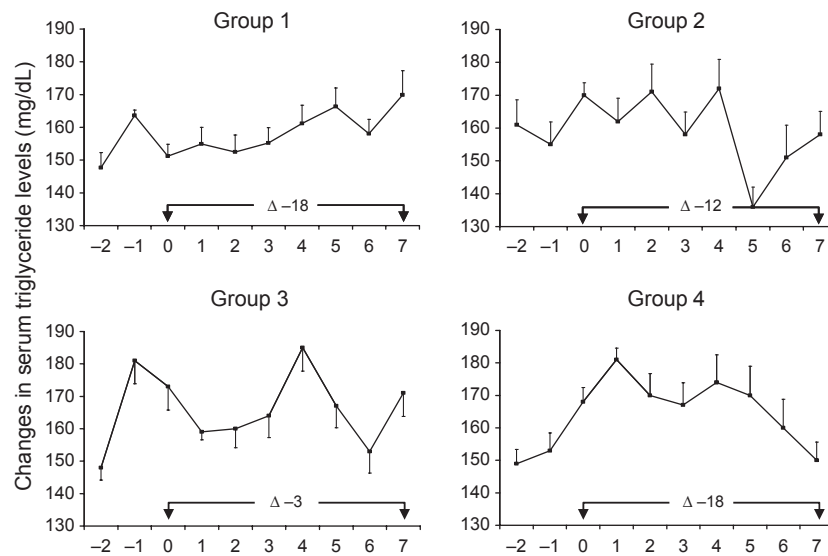 Changes in serum triglyceride levels (mg/dL)
Group 1
190
180
170
160
150
140
130
Δ –18
–2 –1 0 1 2 3 4 5 6 7
Group 2
190
180
170
160
150
140
130
Δ –12
–2 –1 0 1 2 3 4 5 6 7
Group 3
190
180
170
160
150
140
130
Δ –3
–2 –1 0 1 2 3 4 5 6 7
Group 4
190
180
170
160
150
140
130
Δ –18
–2 –1 0 1 2 3 4 5 6 7